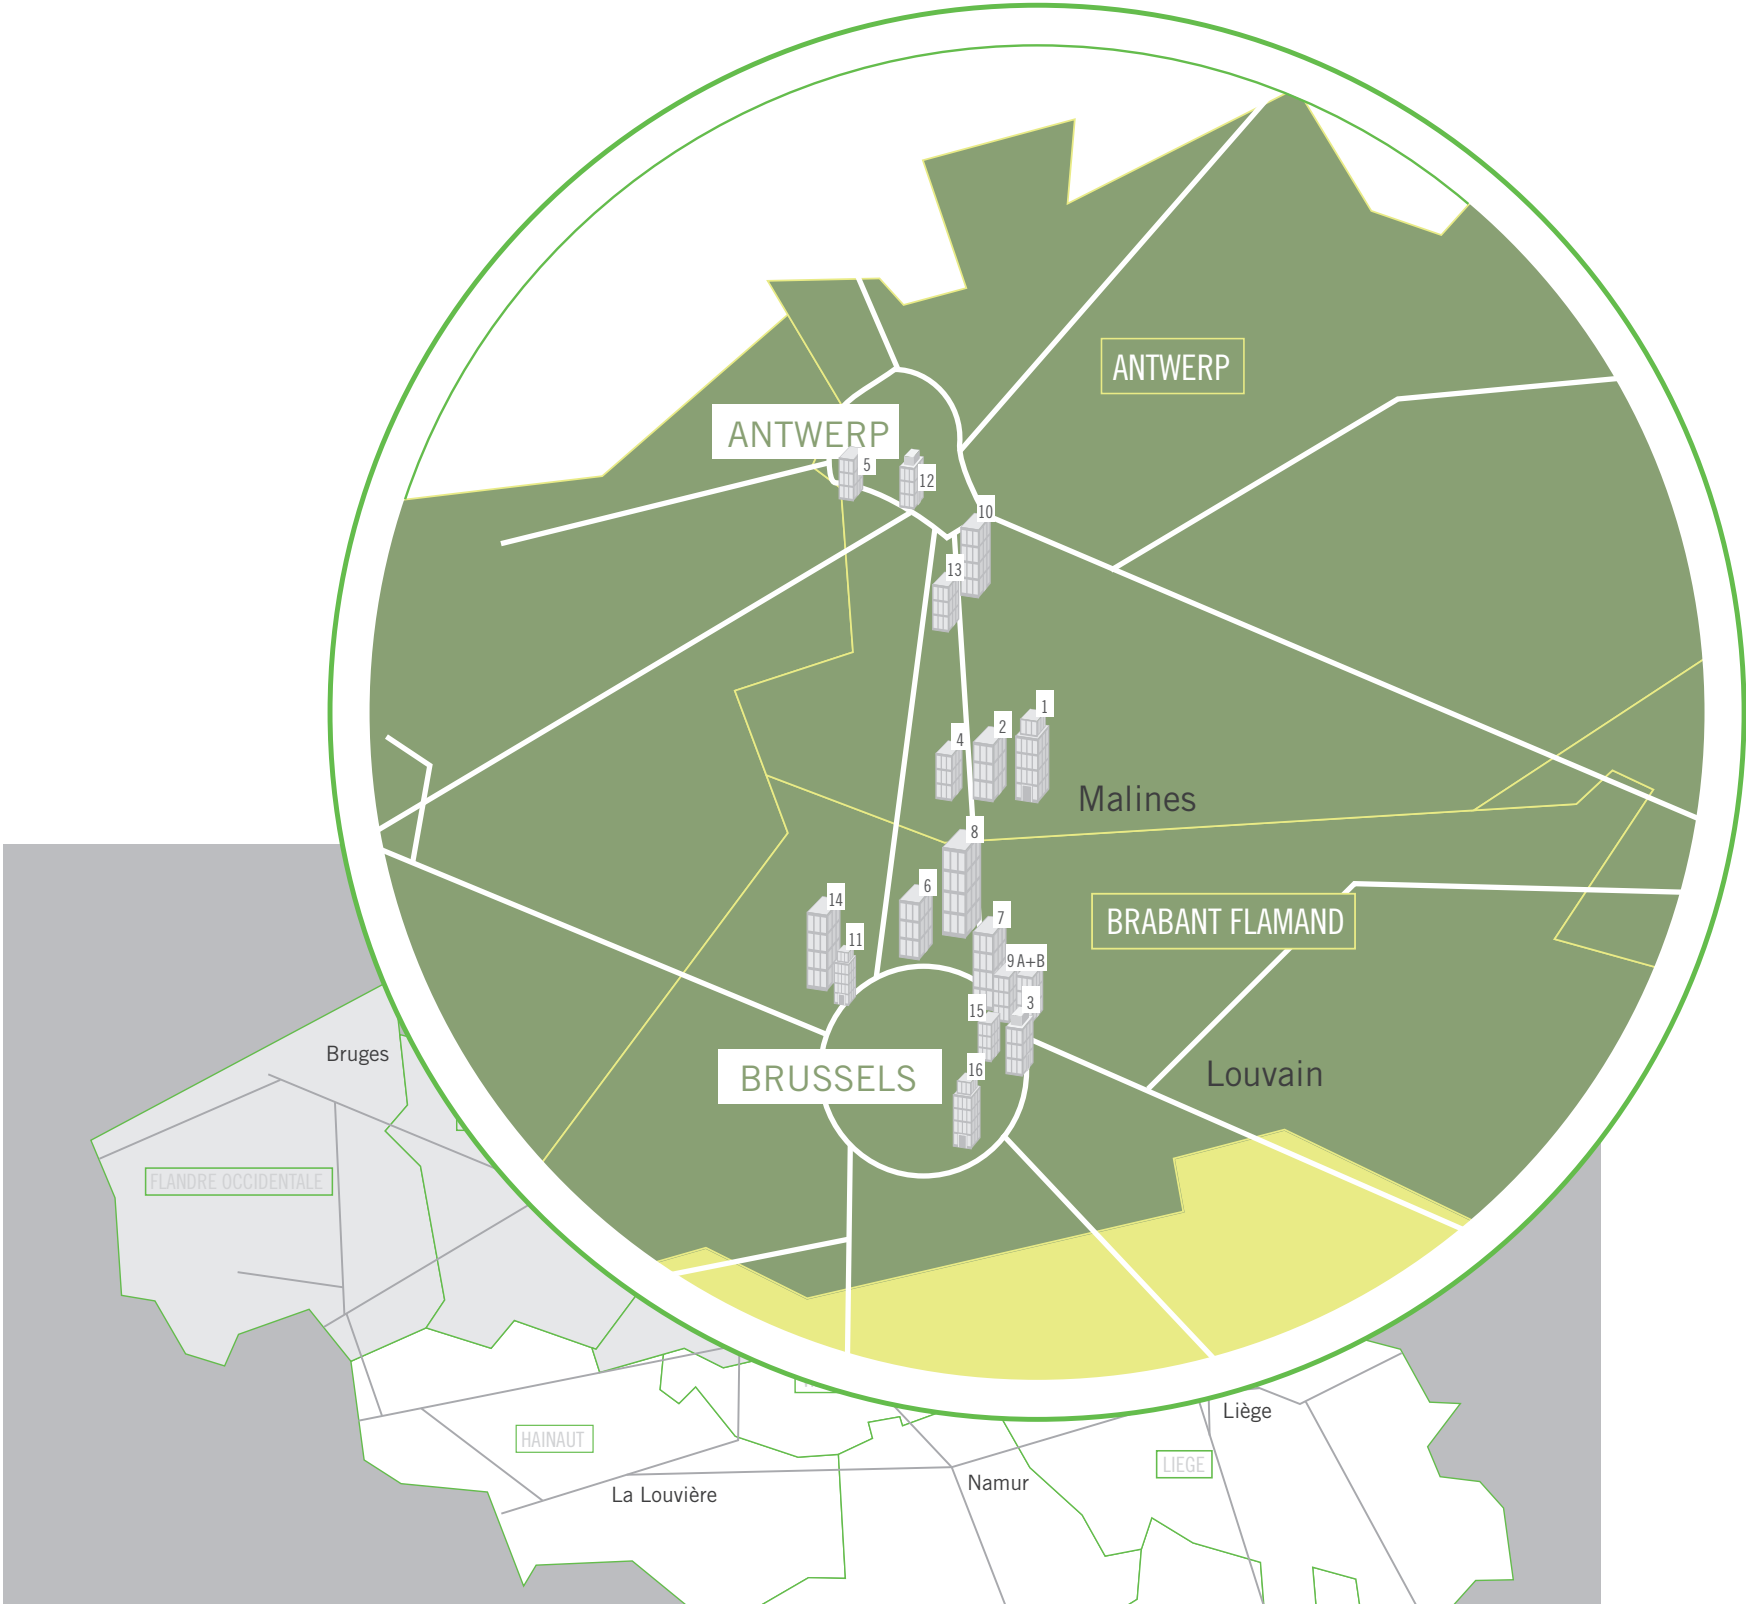 ANTWERP
ANTWERP
5
12
10
13
1
2
4
Malines
8
6
14
7
BRABANT FLAMAND
11
9 A+B
3
15
Bruges
16
BRUSSELS
Louvain
FLANDRE OCCIDENTALE
Liège
HAINAUT
LIEGE
Namur
La Louvière